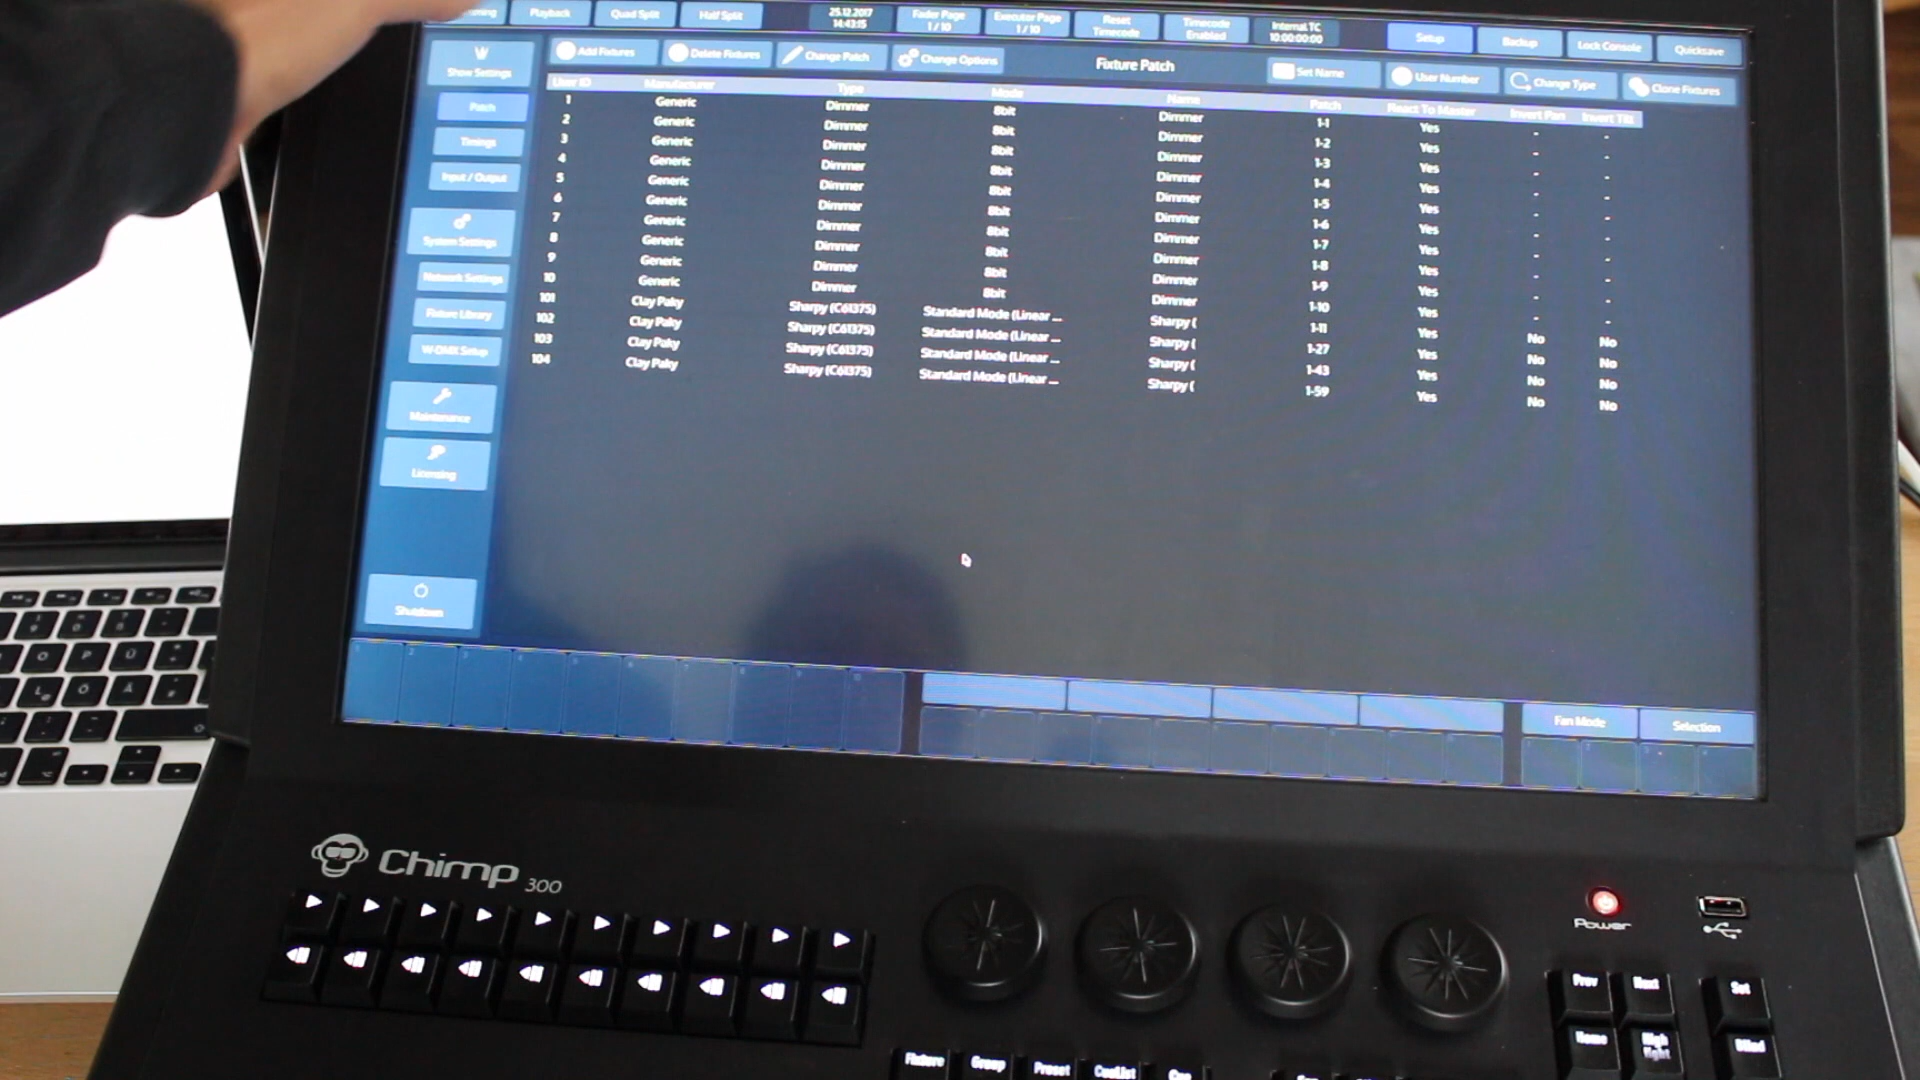 Playback
Quad Split
Half Split
25.12.2017
14:43:15
Fader Page
1 / 10
Executor Page
1 / 10
Reset
Timecode
Timecode
Enabled
Internal TC
10:00:00:00
Setup
Backup
Lock Console
Quicksave
Show Settings
Patch
Timings
Input / Output
System Settings
Network Settings
Fixture Library
W-DMX Setup
Maintenance
Licensing
Shutdown
Add Fixtures
Delete Fixtures
Change Patch
Change Options
Fixture Patch
Set Name
User Number
Change Type
Clone Fixtures
User ID Manufacturer Type Mode Name Patch React To Master Invert Pan Invert Tilt
1 Generic Dimmer 8bit Dimmer 1-1 Yes - -
2 Generic Dimmer 8bit Dimmer 1-2 Yes - -
3 Generic Dimmer 8bit Dimmer 1-3 Yes - -
4 Generic Dimmer 8bit Dimmer 1-4 Yes - -
5 Generic Dimmer 8bit Dimmer 1-5 Yes - -
6 Generic Dimmer 8bit Dimmer 1-6 Yes - -
7 Generic Dimmer 8bit Dimmer 1-7 Yes - -
8 Generic Dimmer 8bit Dimmer 1-8 Yes - -
9 Generic Dimmer 8bit Dimmer 1-9 Yes - -
10 Generic Dimmer 8bit Dimmer 1-10 Yes - -
101 Clay Paky Sharpy (C61375) Standard Mode (Linear ... Sharpy ( 1-11 Yes No No
102 Clay Paky Sharpy (C61375) Standard Mode (Linear ... Sharpy ( 1-27 Yes No No
103 Clay Paky Sharpy (C61375) Standard Mode (Linear ... Sharpy ( 1-43 Yes No No
104 Clay Paky Sharpy (C61375) Standard Mode (Linear ... Sharpy ( 1-59 Yes No No
Fan Mode
Selection
Chimp 300
Power
Prev
Next
Set
Home
High
light
Blind
Fixture
Group
Preset
CueList
Cue